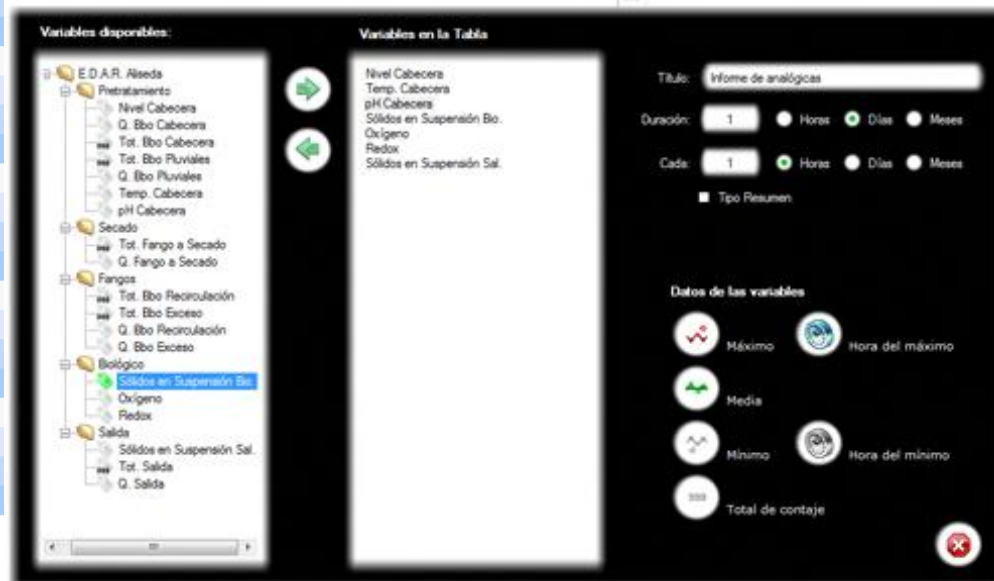 Variables disponibles:
E.D.A.R. Aliseda
Pretratamiento
Nivel Cabecera
Q. Bbo Cabecera
Tot. Bbo Cabecera
Tot. Bbo Pluviales
Q. Bbo Pluviales
Temp. Cabecera
pH Cabecera
Secado
Tot. Fango a Secado
Q. Fango a Secado
Fangos
Tot. Bbo Recirculación
Tot. Bbo Exceso
Q. Bbo Recirculación
Q. Bbo Exceso
Biológico
Sólidos en Suspensión Bio.
Oxígeno
Redox
Salida
Sólidos en Suspensión Sal.
Tot. Salida
Q. Salida
Variables en la Tabla
Nivel Cabecera
Temp. Cabecera
pH Cabecera
Sólidos en Suspensión Bio.
Oxígeno
Redox
Sólidos en Suspensión Sal.
Título: Informe de analógicas
Duración: 1 Horas Días Meses
Cada: 1 Horas Días Meses
Tipo Resumen
Datos de las variables
Máximo Hora del máximo
Media
Mínimo Hora del mínimo
Total de contaje